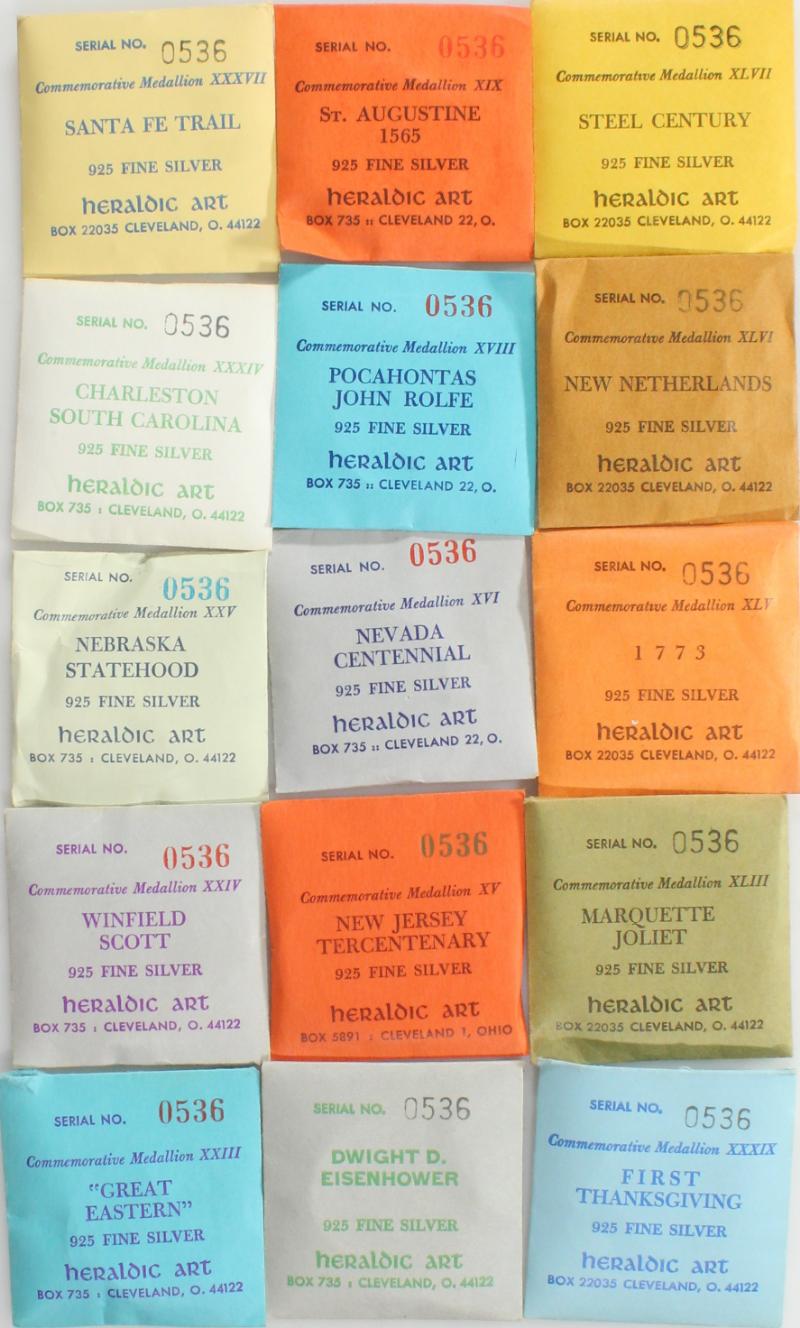 SERIAL NO. 0536
Commemorative Medallion XXXVII
SANTA FE TRAIL
925 FINE SILVER
heraldic art
BOX 22035 CLEVELAND, O. 44122
SERIAL NO. 0536
Commemorative Medallion XIX
ST. AUGUSTINE
1565
925 FINE SILVER
heraldic art
BOX 735 :: CLEVELAND 22, O.
SERIAL NO. 0536
Commemorative Medallion XLVII
STEEL CENTURY
925 FINE SILVER
heraldic art
BOX 22035 CLEVELAND, O. 44122
SERIAL NO. 0536
Commemorative Medallion XXXIV
CHARLESTON
SOUTH CAROLINA
925 FINE SILVER
heraldic art
BOX 735 : CLEVELAND, O. 44122
SERIAL NO. 0536
Commemorative Medallion XVIII
POCAHONTAS
JOHN ROLFE
925 FINE SILVER
heraldic art
BOX 735 :: CLEVELAND 22, O.
SERIAL NO. 0536
Commemorative Medallion XLVI
NEW NETHERLANDS
925 FINE SILVER
heraldic art
BOX 22035 CLEVELAND, O. 44122
SERIAL NO. 0536
Commemorative Medallion XXV
NEBRASKA
STATEHOOD
925 FINE SILVER
heraldic art
BOX 735 : CLEVELAND, O. 44122
SERIAL NO. 0536
Commemorative Medallion XVI
NEVADA
CENTENNIAL
925 FINE SILVER
heraldic art
BOX 735 :: CLEVELAND 22, O.
SERIAL NO. 0536
Commemorative Medallion XLV
1773
925 FINE SILVER
heraldic art
BOX 22035 CLEVELAND, O. 44122
SERIAL NO. 0536
Commemorative Medallion XXIV
WINFIELD
SCOTT
925 FINE SILVER
heraldic art
BOX 735 : CLEVELAND, O. 44122
SERIAL NO. 0536
Commemorative Medallion XV
NEW JERSEY
TERCENTENARY
925 FINE SILVER
heraldic art
BOX 5891 : CLEVELAND 1, OHIO
SERIAL NO. 0536
Commemorative Medallion XLIII
MARQUETTE
JOLIET
925 FINE SILVER
heraldic art
BOX 22035 CLEVELAND, O. 44122
SERIAL NO. 0536
Commemorative Medallion XXIII
"GREAT
EASTERN"
925 FINE SILVER
heraldic art
BOX 735 : CLEVELAND, O. 44122
SERIAL NO. 0536
DWIGHT D.
EISENHOWER
925 FINE SILVER
heraldic art
BOX 735 : CLEVELAND, O. 44122
SERIAL NO. 0536
Commemorative Medallion XXXIX
FIRST
THANKSGIVING
925 FINE SILVER
heraldic art
BOX 22035 CLEVELAND, O. 44122